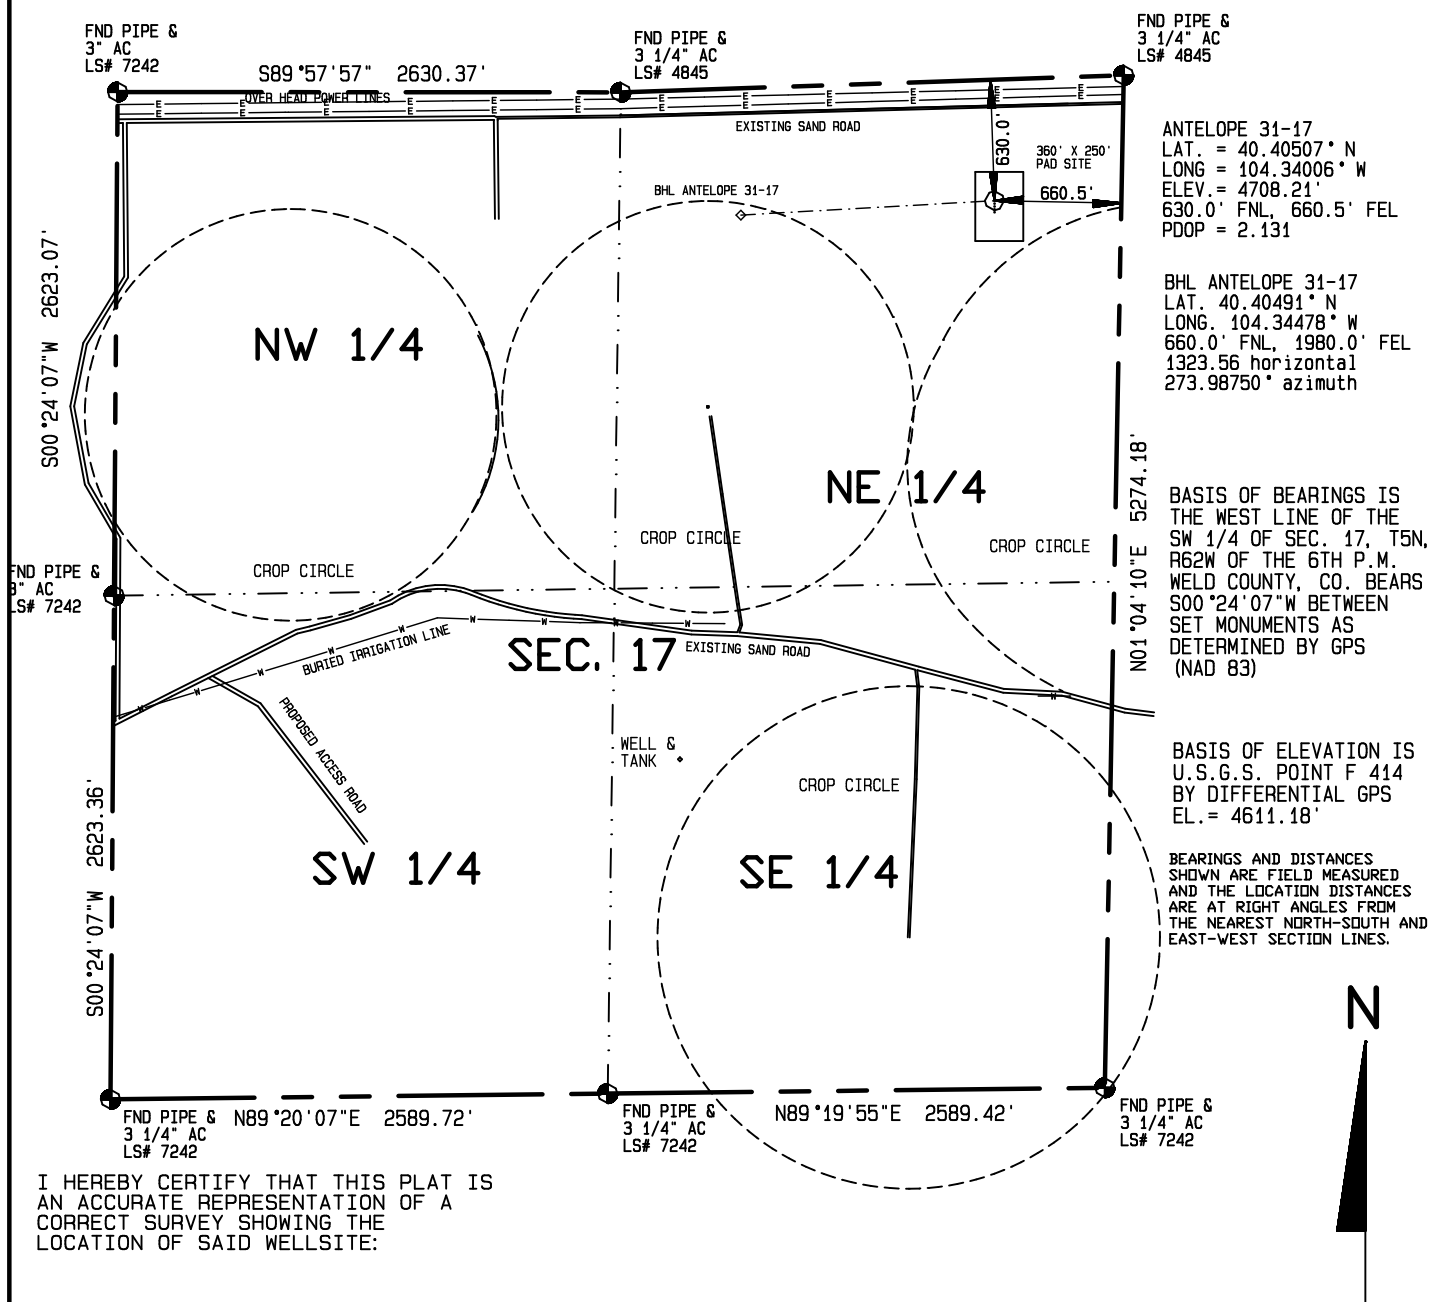 FND PIPE &
3" AC
LS# 7242
S89°57'57" 2630.37'
FND PIPE &
3 1/4" AC
LS# 4845
FND PIPE &
3 1/4" AC
LS# 4845
OVER HEAD POWER LINES
E E E E E E E E E E E E
E E E E E E E E E E E E
EXISTING SAND ROAD
630.0'
360' X 250'
PAD SITE
660.5'
BHL ANTELOPE 31-17
ANTELOPE 31-17
LAT. = 40.40507° N
LONG = 104.34006° W
ELEV.= 4708.21'
630.0' FNL, 660.5' FEL
PDOP = 2.131
BHL ANTELOPE 31-17
LAT. 40.40491° N
LONG. 104.34478° W
660.0' FNL, 1980.0' FEL
1323.56 horizontal
273.98750° azimuth
S00°24'07"W 2623.07'
NW 1/4
NE 1/4
CROP CIRCLE
CROP CIRCLE
CROP CIRCLE
N01°04'10"E 5274.18'
BASIS OF BEARINGS IS
THE WEST LINE OF THE
SW 1/4 OF SEC. 17, T5N,
R62W OF THE 6TH P.M.
WELD COUNTY, CO. BEARS
S00°24'07"W BETWEEN
SET MONUMENTS AS
DETERMINED BY GPS
(NAD 83)
FND PIPE &
3" AC
LS# 7242
W W W W W W W W W W
BURIED IRRIGATION LINE
SEC. 17
EXISTING SAND ROAD
PROPOSED ACCESS ROAD
WELL &
TANK
CROP CIRCLE
BASIS OF ELEVATION IS
U.S.G.S. POINT F 414
BY DIFFERENTIAL GPS
EL.= 4611.18'
S00°24'07"W 2623.36'
SW 1/4
SE 1/4
BEARINGS AND DISTANCES
SHOWN ARE FIELD MEASURED
AND THE LOCATION DISTANCES
ARE AT RIGHT ANGLES FROM
THE NEAREST NORTH-SOUTH AND
EAST-WEST SECTION LINES.
N
FND PIPE &
3 1/4" AC
LS# 7242
N89°20'07"E 2589.72'
FND PIPE &
3 1/4" AC
LS# 7242
N89°19'55"E 2589.42'
FND PIPE &
3 1/4" AC
LS# 7242
I HEREBY CERTIFY THAT THIS PLAT IS
AN ACCURATE REPRESENTATION OF A
CORRECT SURVEY SHOWING THE
LOCATION OF SAID WELLSITE: